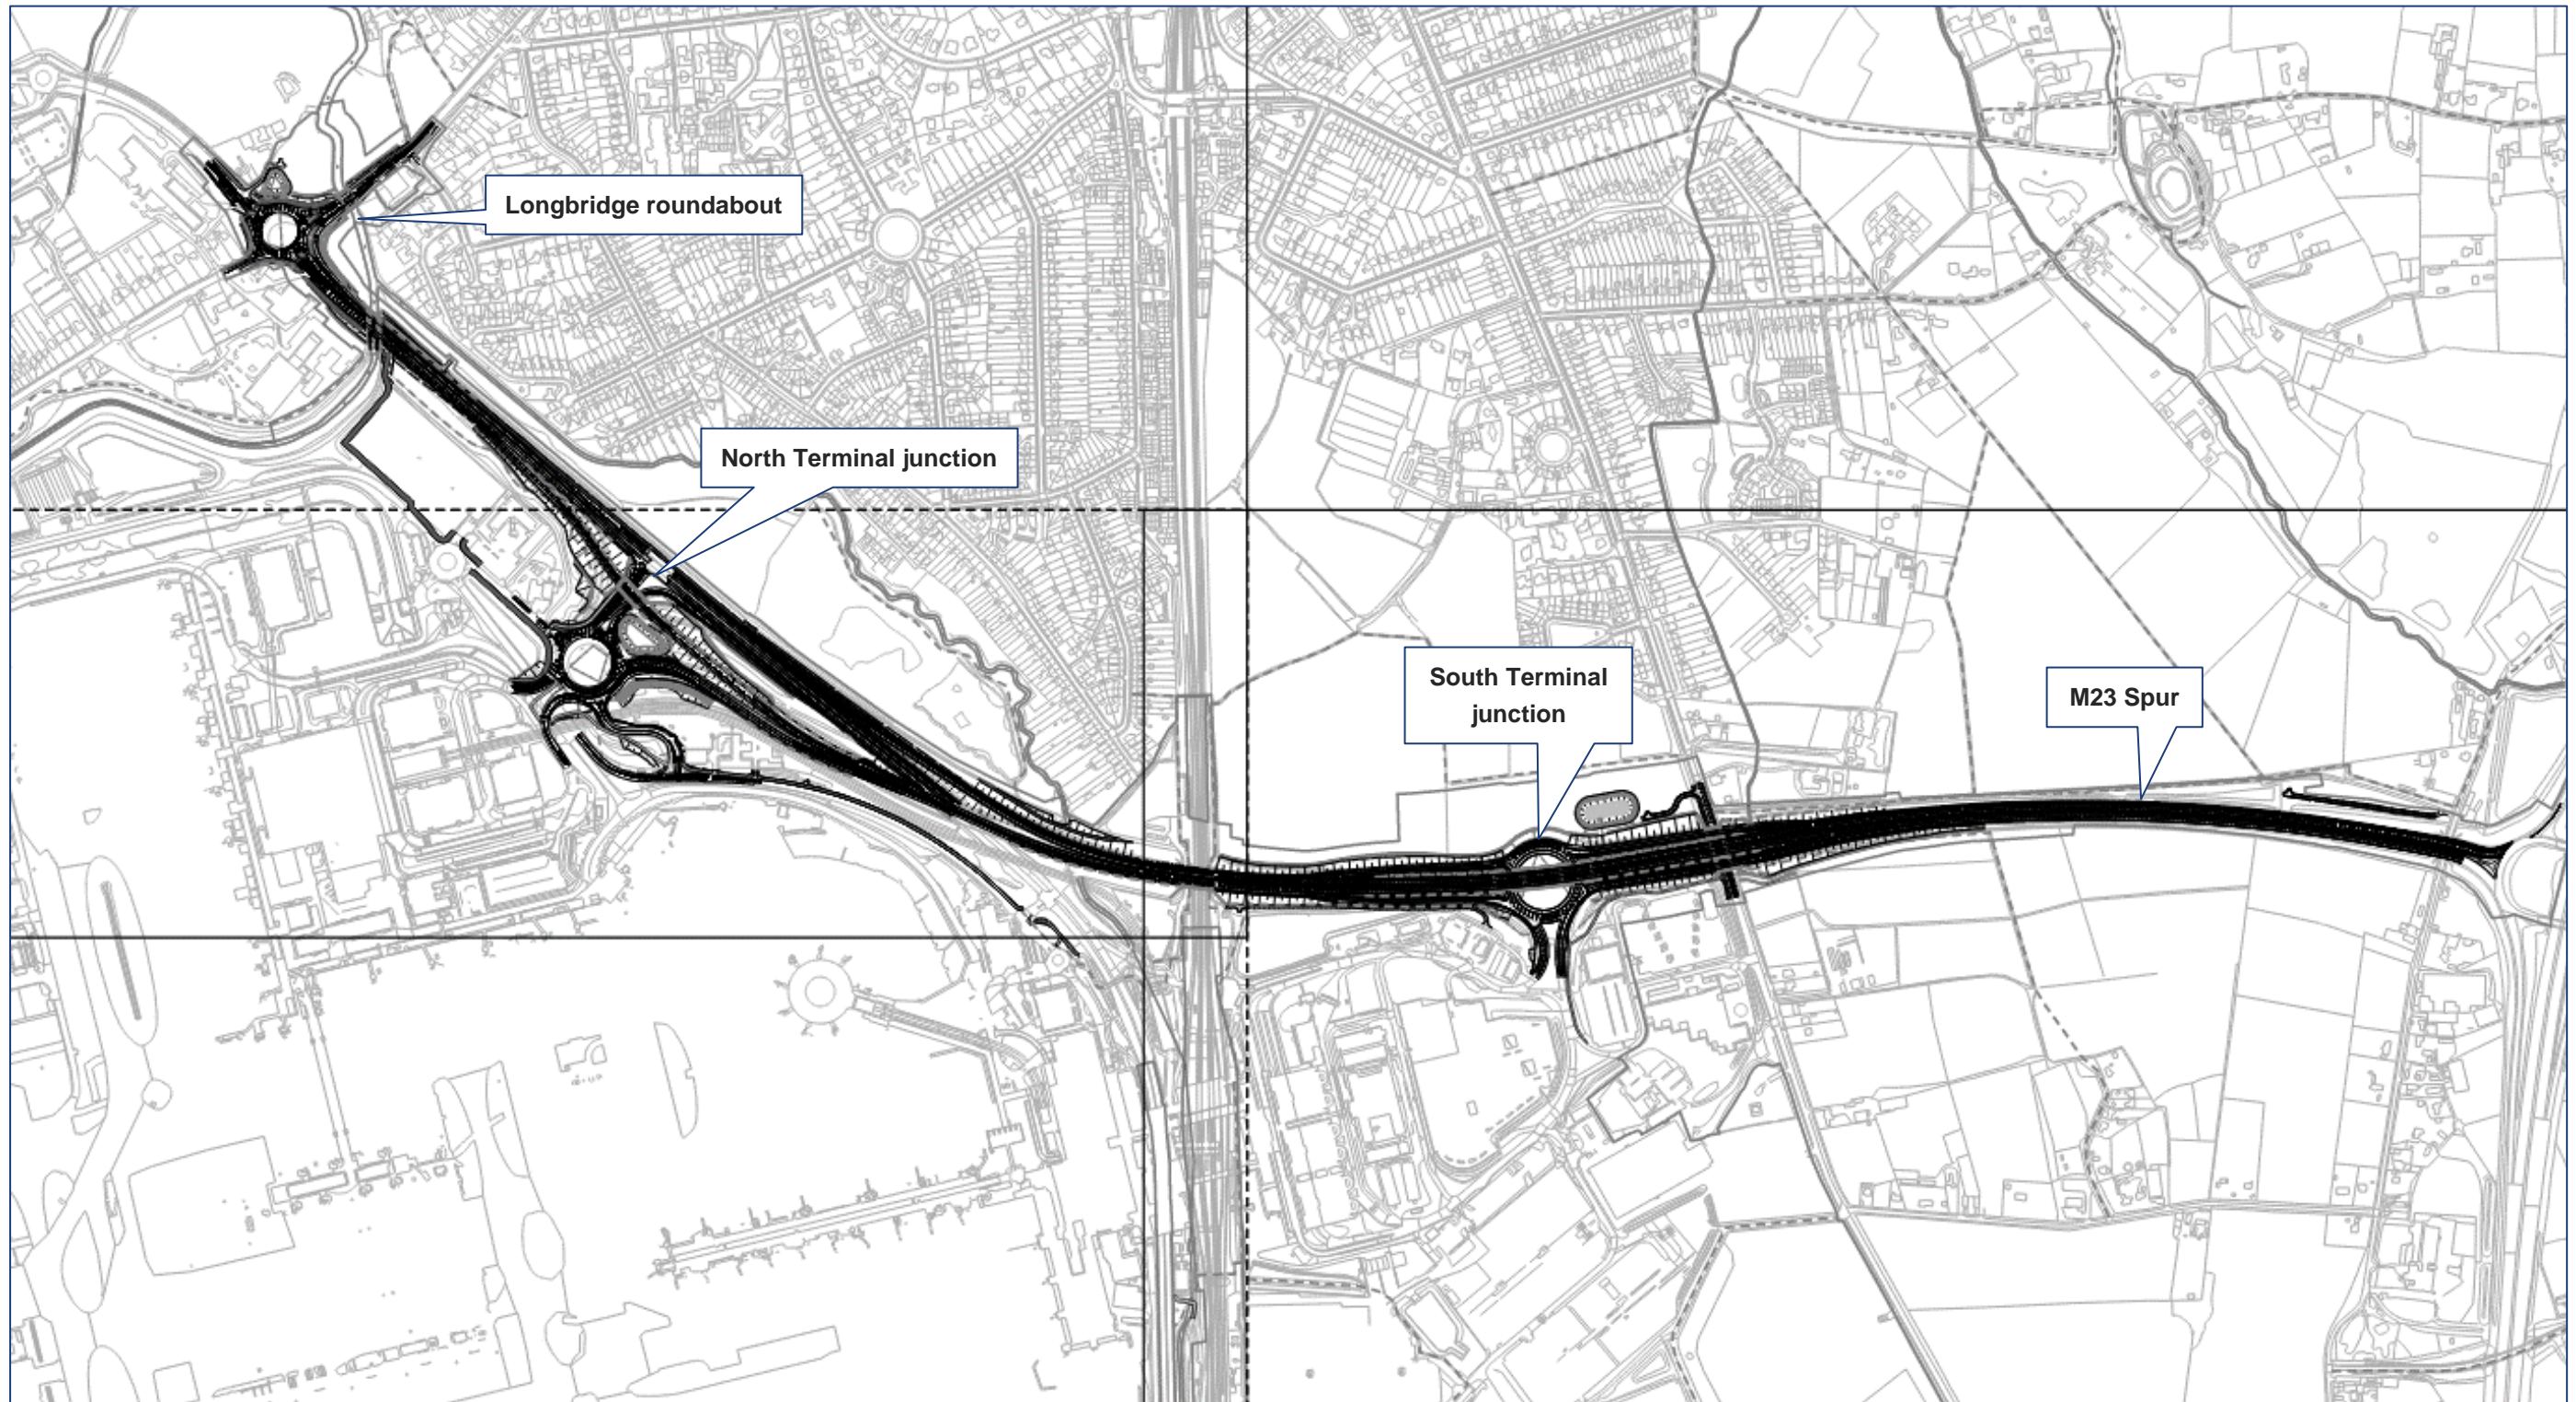 Longbridge roundabout
North Terminal junction
South Terminal
junction
M23 Spur